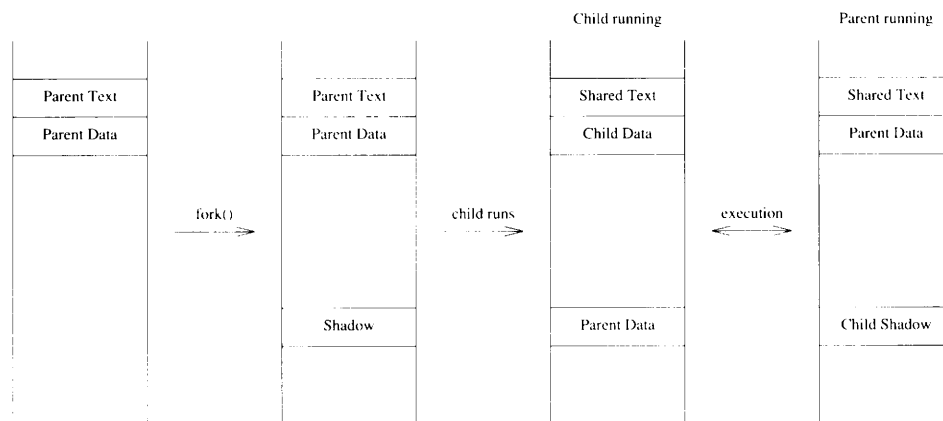 Child running
Parent running
Parent Text
Parent Text
Shared Text
Shared Text
Parent Data
Parent Data
Child Data
Parent Data
fork()
child runs
execution
Shadow
Parent Data
Child Shadow